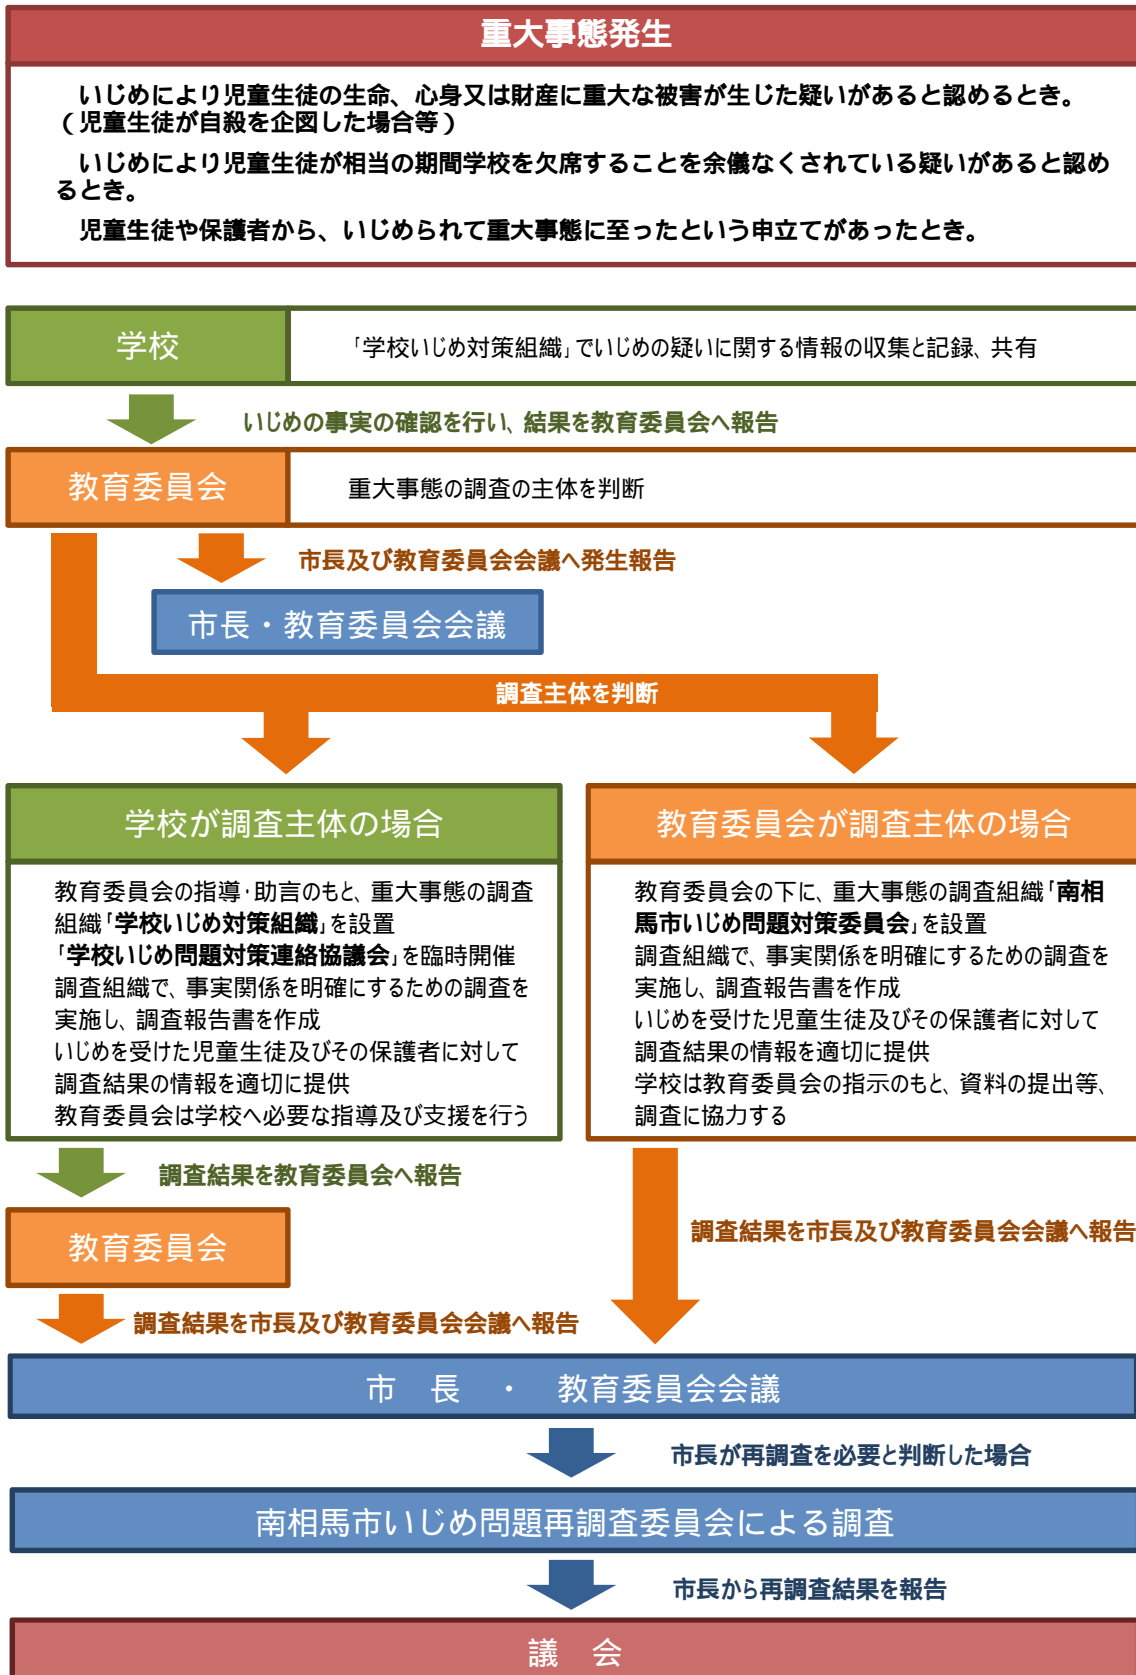 重大事態発生
いじめにより児童生徒の生命、心身又は財産に重大な被害が生じた疑いがあると認めるとき。
（児童生徒が自殺を企図した場合等）
いじめにより児童生徒が相当の期間学校を欠席することを余儀なくされている疑いがあると認め
るとき。
児童生徒や保護者から、いじめられて重大事態に至ったという申立てがあったとき。
学校
「学校いじめ対策組織」でいじめの疑いに関する情報の収集と記録、共有
いじめの事実の確認を行い、結果を教育委員会へ報告
教育委員会
重大事態の調査の主体を判断
市長及び教育委員会会議へ発生報告
市長・教育委員会会議
調査主体を判断
学校が調査主体の場合
教育委員会の指導・助言のもと、重大事態の調査
組織「学校いじめ対策組織」を設置
「学校いじめ問題対策連絡協議会」を臨時開催
調査組織で、事実関係を明確にするための調査を
実施し、調査報告書を作成
いじめを受けた児童生徒及びその保護者に対して
調査結果の情報を適切に提供
教育委員会は学校へ必要な指導及び支援を行う
教育委員会が調査主体の場合
教育委員会の下に、重大事態の調査組織「南相
馬市いじめ問題対策委員会」を設置
調査組織で、事実関係を明確にするための調査を
実施し、調査報告書を作成
いじめを受けた児童生徒及びその保護者に対して
調査結果の情報を適切に提供
学校は教育委員会の指示のもと、資料の提出等、
調査に協力する
調査結果を教育委員会へ報告
教育委員会
調査結果を市長及び教育委員会会議へ報告
調査結果を市長及び教育委員会会議へ報告
市　長　・　教育委員会会議
市長が再調査を必要と判断した場合
南相馬市いじめ問題再調査委員会による調査
市長から再調査結果を報告
議　会